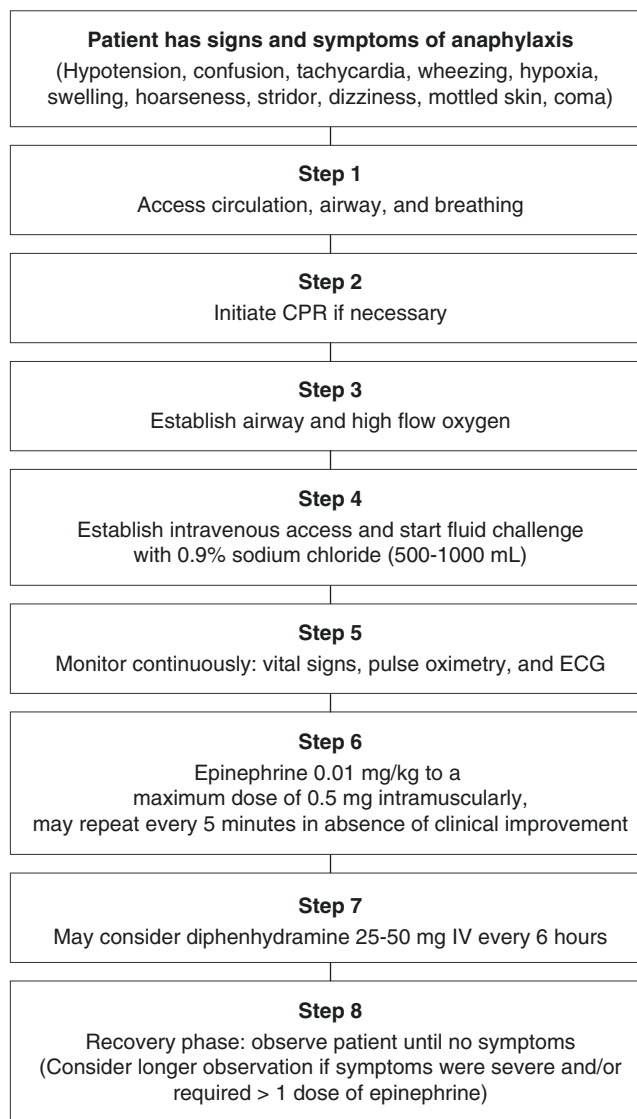 Patient has signs and symptoms of anaphylaxis
(Hypotension, confusion, tachycardia, wheezing, hypoxia,
swelling, hoarseness, stridor, dizziness, mottled skin, coma)
Step 1
Access circulation, airway, and breathing
Step 2
Initiate CPR if necessary
Step 3
Establish airway and high flow oxygen
Step 4
Establish intravenous access and start fluid challenge
with 0.9% sodium chloride (500-1000 mL)
Step 5
Monitor continuously: vital signs, pulse oximetry, and ECG
Step 6
Epinephrine 0.01 mg/kg to a
maximum dose of 0.5 mg intramuscularly,
may repeat every 5 minutes in absence of clinical improvement
Step 7
May consider diphenhydramine 25-50 mg IV every 6 hours
Step 8
Recovery phase: observe patient until no symptoms
(Consider longer observation if symptoms were severe and/or
required > 1 dose of epinephrine)